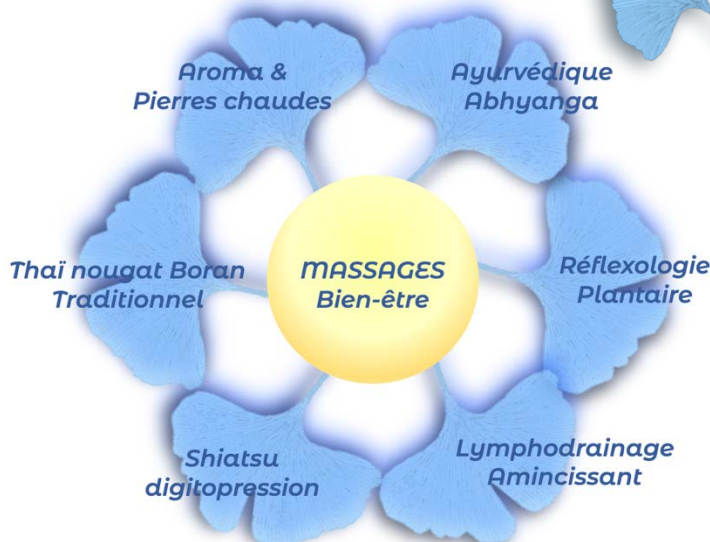 Aroma &
Pierres chaudes
Ayurvédique
Abhyanga
Thaï nougat Boran
Traditionnel
MASSAGES
Bien-être
Réflexologie
Plantaire
Shiatsu
digitopression
Lymphodrainage
Amincissant